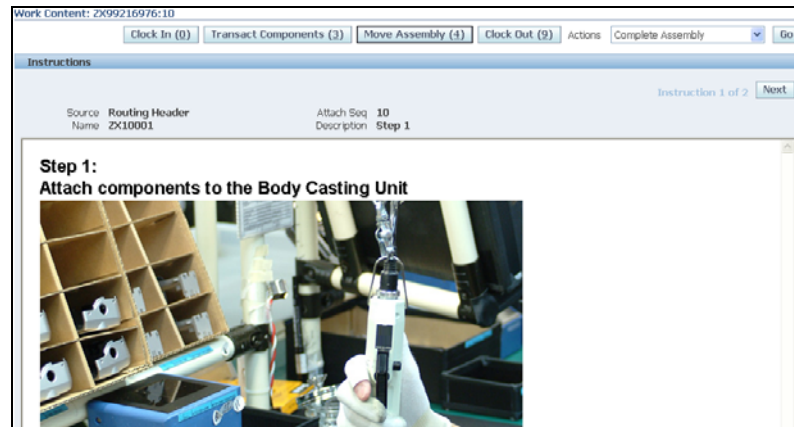 Work Content: ZX99216976:10
Clock In (0) Transact Components (3) Move Assembly (4) Clock Out (9) Actions Complete Assembly Go
Instructions
Instruction 1 of 2 Next
Source Routing Header Attach Seq 10
Name ZX10001 Description Step 1
Step 1:
Attach components to the Body Casting Unit